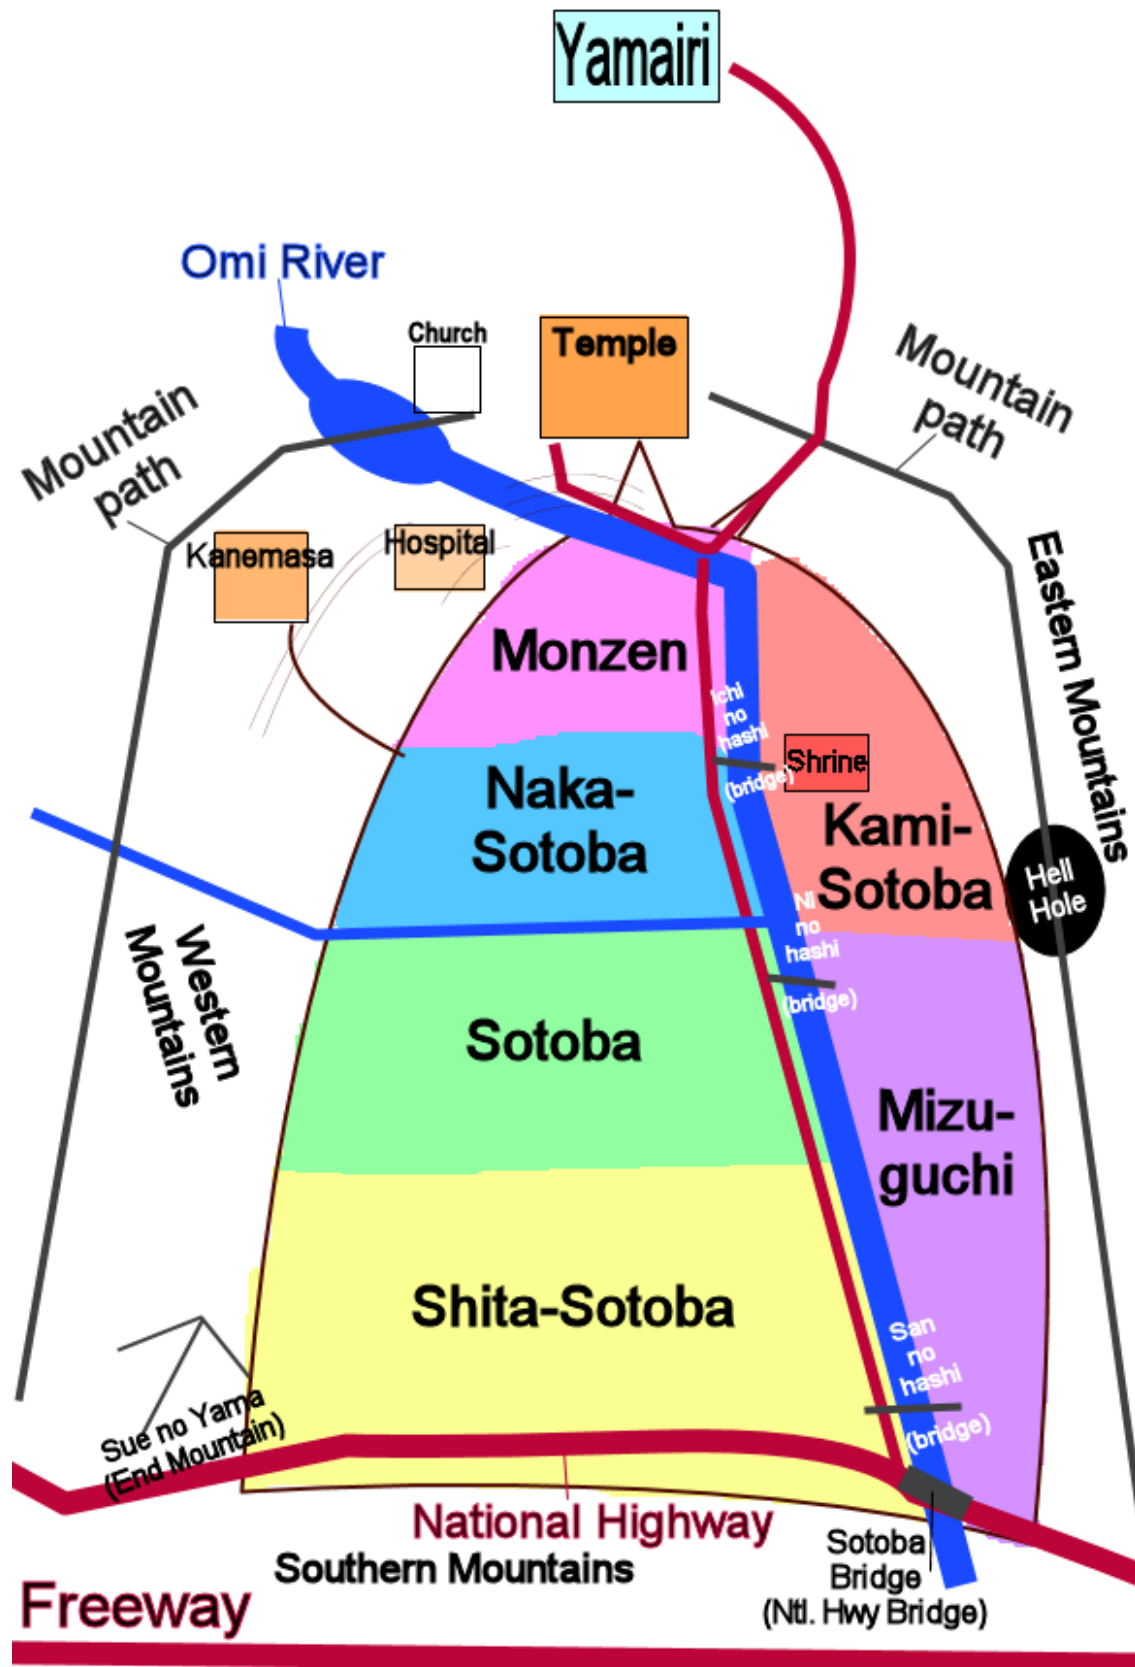 Yamairi
Omi River
Church
Temple
Mountain
path
Mountain
path
Kanemasa
Hospital
Eastern Mountains
Monzen
Ichi
no
hashi
(bridge)
Shrine
Naka-
Sotoba
Kami-
Sotoba
Hell
Hole
Ni
no
hashi
(bridge)
Western
Mountains
Sotoba
Mizu-
guchi
Shita-Sotoba
San
no
hashi
(bridge)
Sue no Yama
(End Mountain)
National Highway
Southern Mountains
Sotoba
Bridge
(Ntl. Hwy Bridge)
Freeway